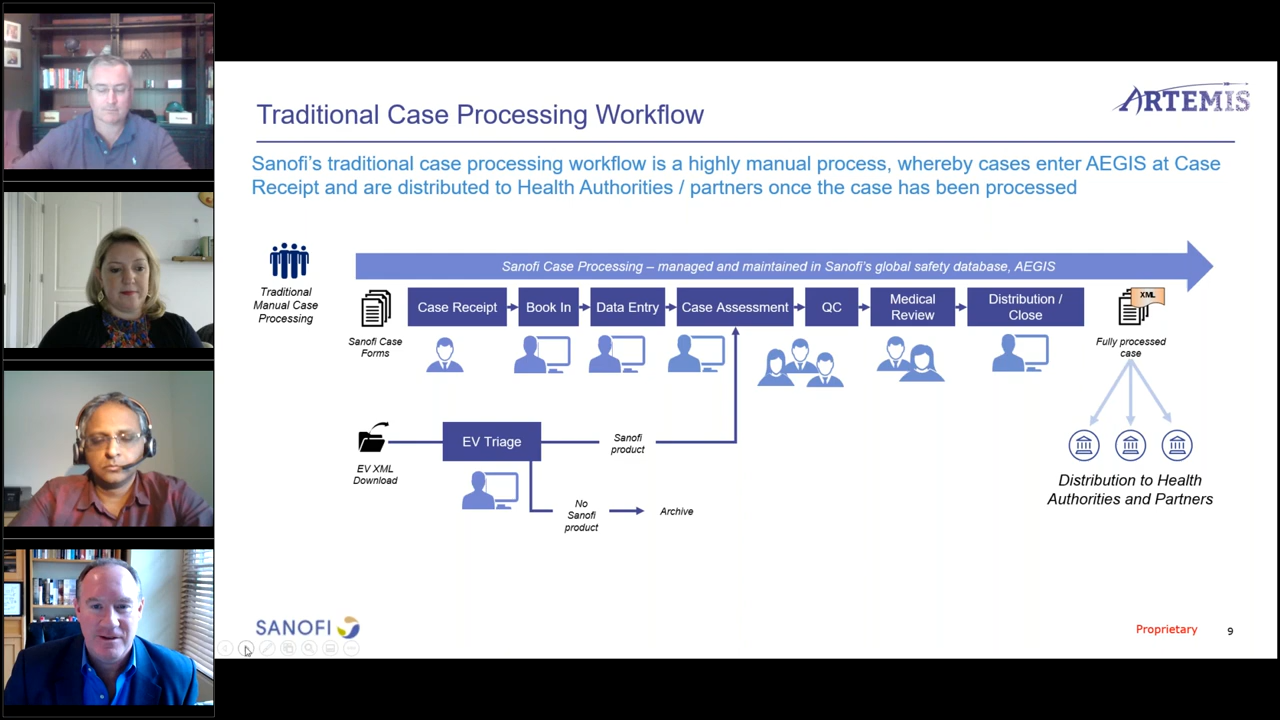 ARTEMIS
Traditional Case Processing Workflow
Sanofi's traditional case processing workflow is a highly manual process, whereby cases enter AEGIS at Case
Receipt and are distributed to Health Authorities / partners once the case has been processed
Traditional
Manual Case
Processing
Sanofi Case Processing – managed and maintained in Sanofi's global safety database, AEGIS
Sanofi Case
Forms
Case Receipt
Book In
Data Entry
Case Assessment
QC
Medical
Review
Distribution /
Close
XML
Fully processed
case
EV XML
Download
EV Triage
Sanofi
product
No
Sanofi
product
Archive
Distribution to Health
Authorities and Partners
SANOFI
Proprietary
9